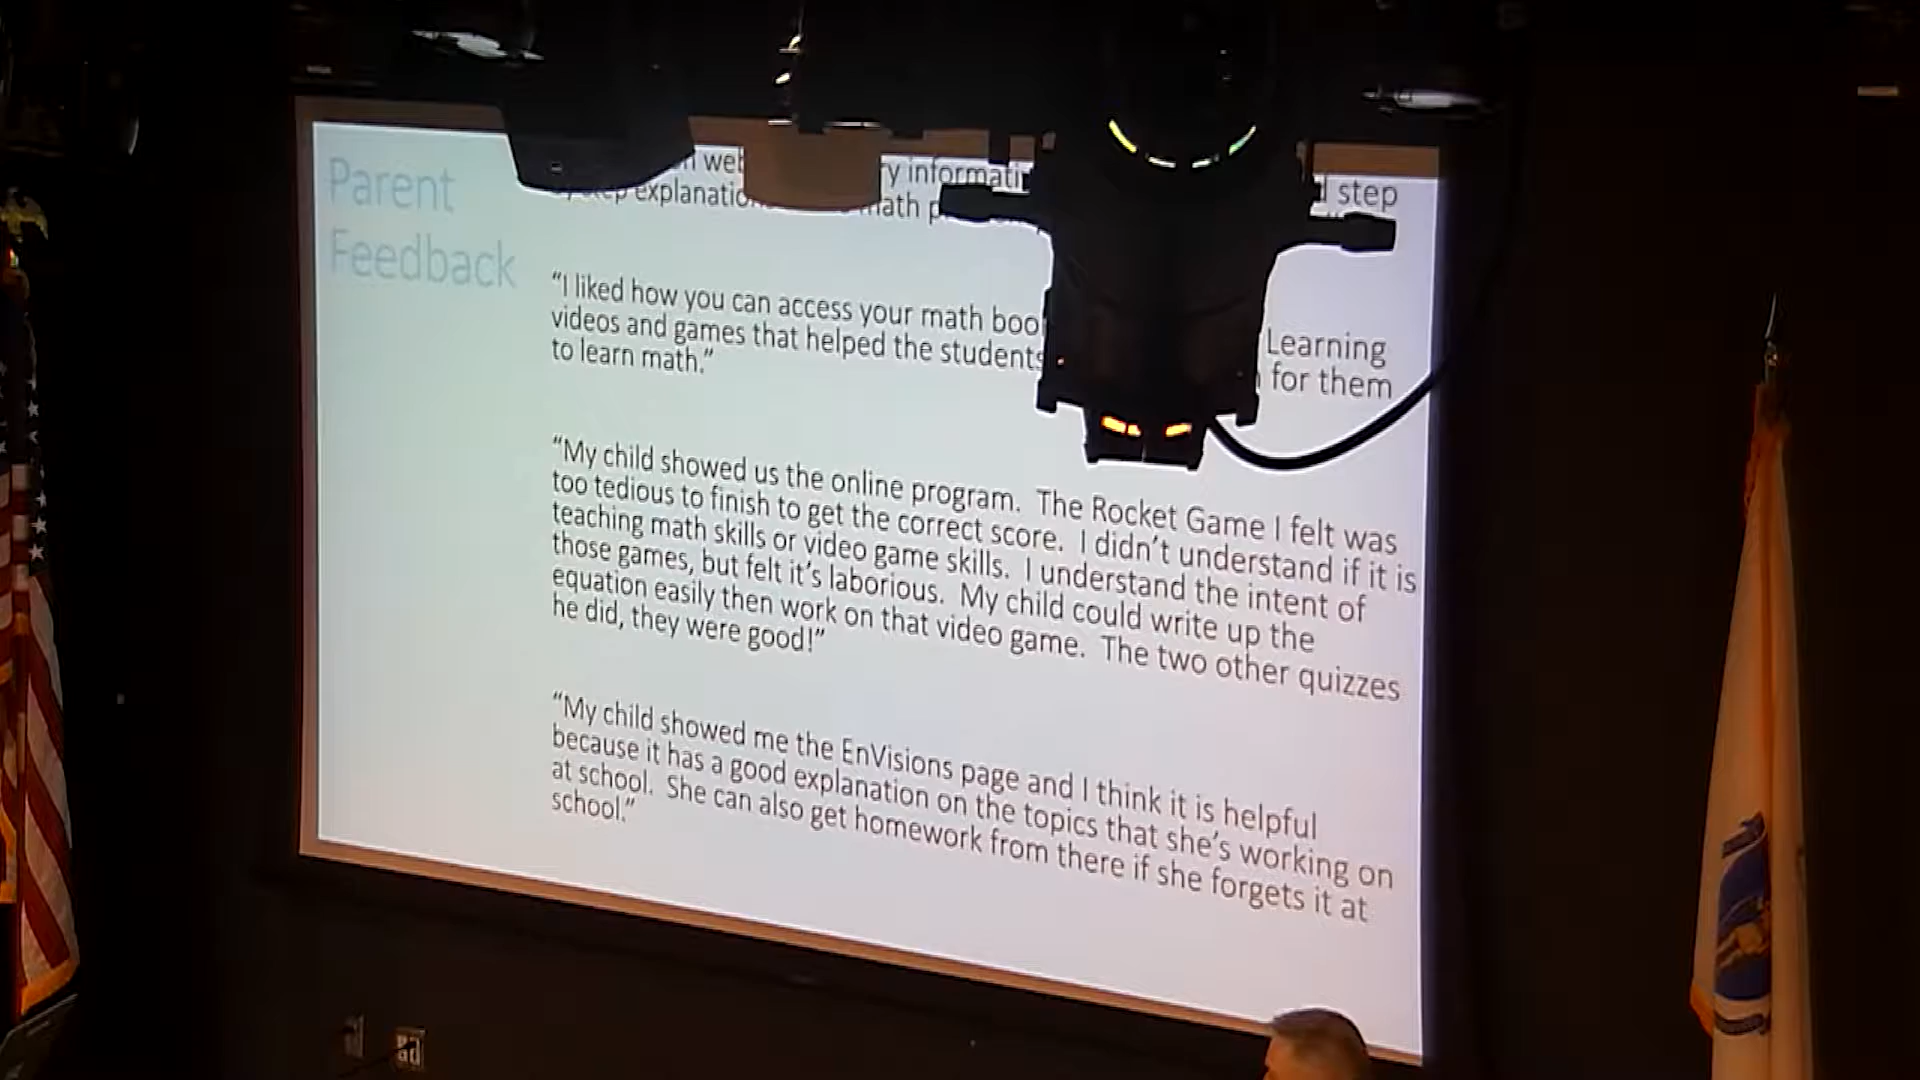 Parent
Feedback
y informati
step
explanatio
math p
"I liked how you can access your math boo
Learning
videos and games that helped the students
for them
to learn math."
"My child showed us the online program. The Rocket Game I felt was
too tedious to finish to get the correct score. I didn't understand if it is
teaching math skills or video game skills. I understand the intent of
those games, but felt it's laborious. My child could write up the
equation easily then work on that video game. The two other quizzes
he did, they were good!"
"My child showed me the EnVisions page and I think it is helpful
because it has a good explanation on the topics that she's working on
at school. She can also get homework from there if she forgets it at
school."